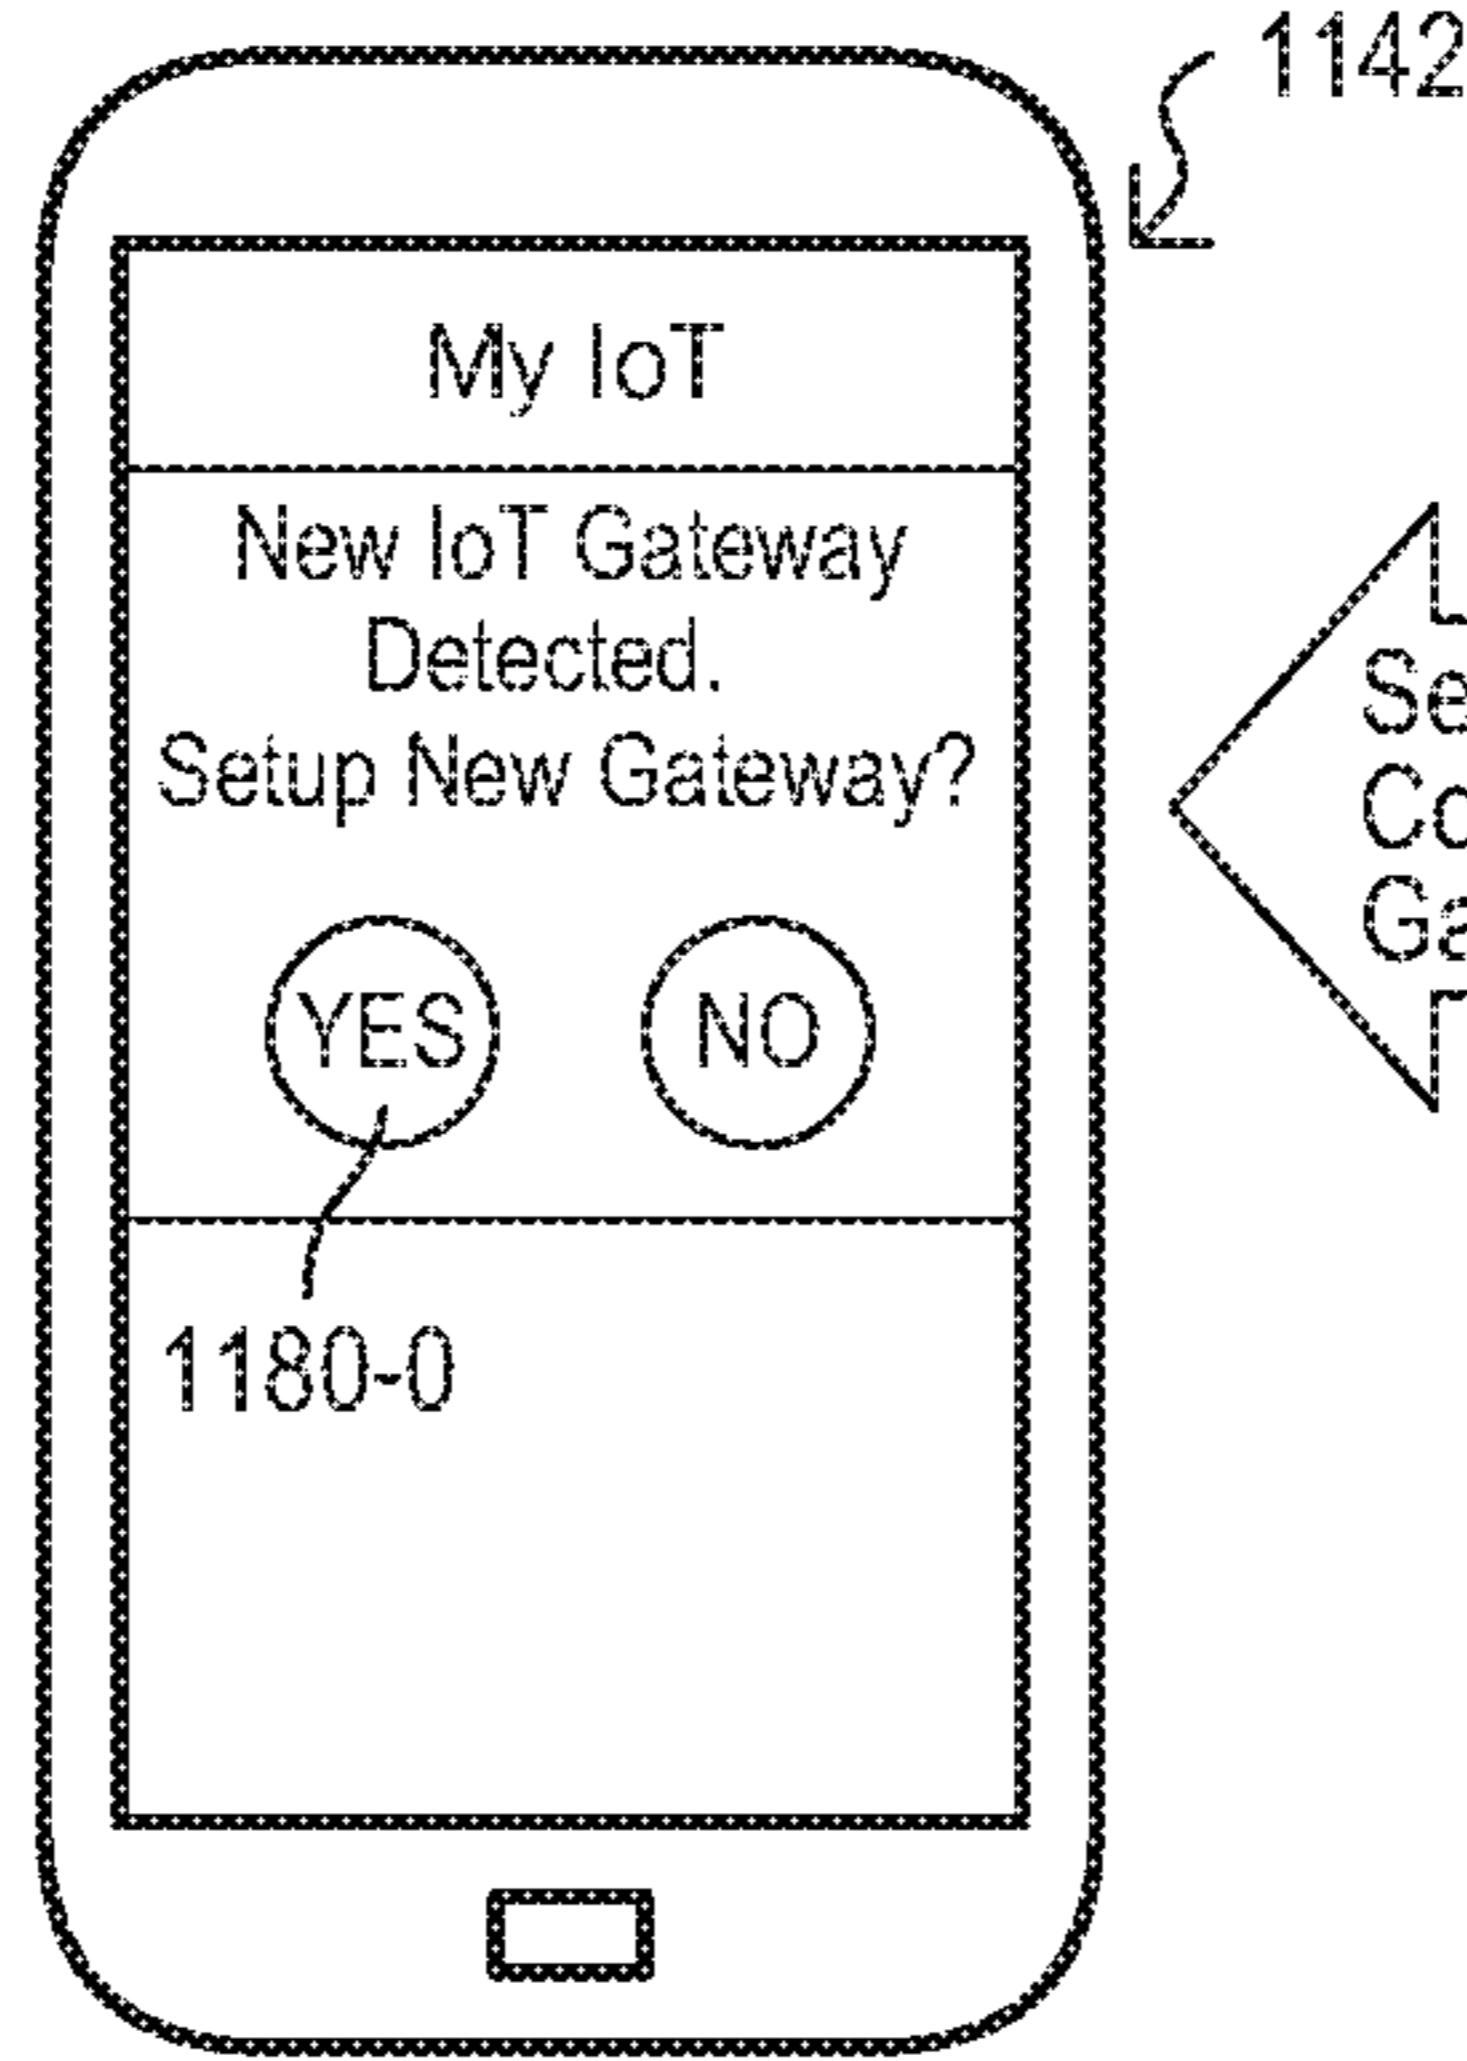 1142
My IoT
New IoT Gateway
Detected.
Setup New Gateway?
YES NO
1180-0